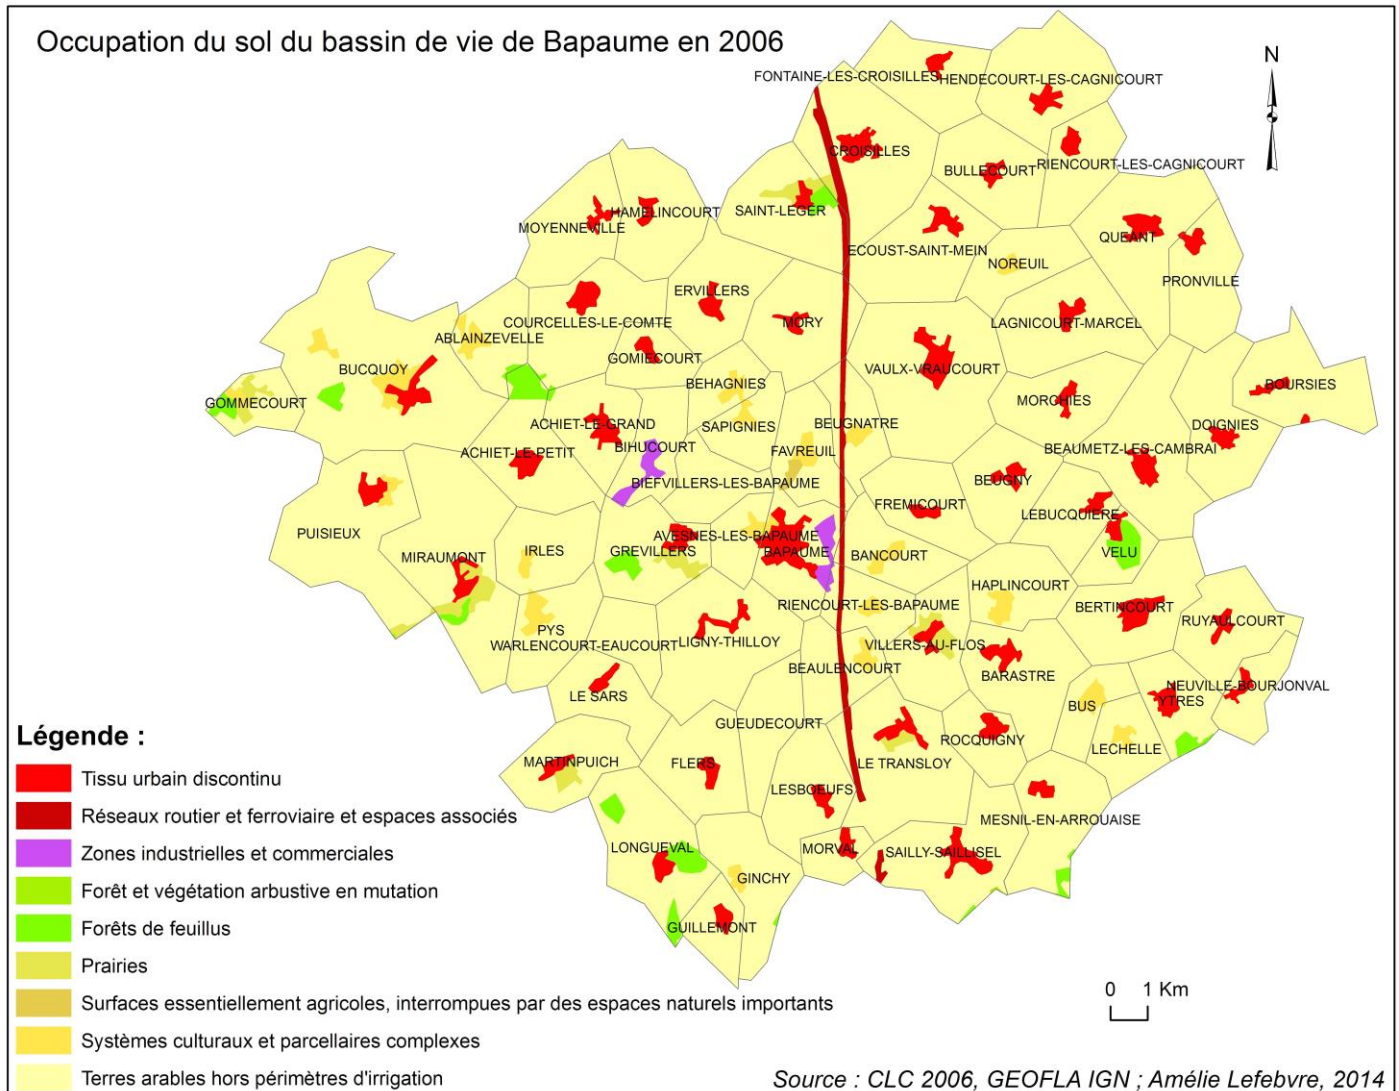 Occupation du sol du bassin de vie de Bapaume en 2006
N
FONTAINE-LES-CROISILLES
HENDECOURT-LES-CAGNICOURT
CROISILLES
BULLECOURT
RIENCOURT-LES-CAGNICOURT
SAINT-LEGER
HAMELINCOURT
MOYENNEVILLE
ECOUST-SAINT-MEIN
QUEANT
NOREUIL
PRONVILLE
ERVILLERS
COURCELLES-LE-COMTE
MORY
LAGNICOURT-MARCEL
ABLAINZEVELLE
GOMIECOURT
BUCQUOY
VAULX-VRAUCOURT
BEHAGNIES
BOURSIES
GOMMECOURT
MORCHIES
ACHIET-LE-GRAND
SAPIGNIES
BEUGNATRE
DOIGNIES
BIHUCOURT
ACHIET-LE-PETIT
FAVREUIL
BEAUMETZ-LES-CAMBRAI
BIEFVILLERS-LES-BAPAUME
BEUGNY
FREMICOURT
LEBUCQUIERE
PUISIEUX
AVESNES-LES-BAPAUME
IRLES
GREVILLERS
BAPAUME
BANCOURT
VELU
MIRAUMONT
HAPLINCOURT
RIENCOURT-LES-BAPAUME
BERTINCOURT
RUYAULCOURT
PYS
WARLENCOURT-EAUCOURT
LIGNY-THILLOY
VILLERS-AU-FLOS
BEAULENCOURT
BARASTRE
LE SARS
NEUVILLE-BOURJONVAL
YTRES
BUS
GUEUDECOURT
ROCQUIGNY
LECHELLE
MARTINPUICH
FLERS
LE TRANSLOY
LESBOEUFS
MESNIL-EN-ARROUAISE
LONGUEVAL
MORVAL
SAILLY-SAILLISEL
GINCHY
GUILLEMONT
Légende :
Tissu urbain discontinu
Réseaux routier et ferroviaire et espaces associés
Zones industrielles et commerciales
Forêt et végétation arbustive en mutation
Forêts de feuillus
Prairies
Surfaces essentiellement agricoles, interrompues par des espaces naturels importants
Systèmes culturaux et parcellaires complexes
Terres arables hors périmètres d'irrigation
0 1 Km
Source : CLC 2006, GEOFLA IGN ; Amélie Lefebvre, 2014